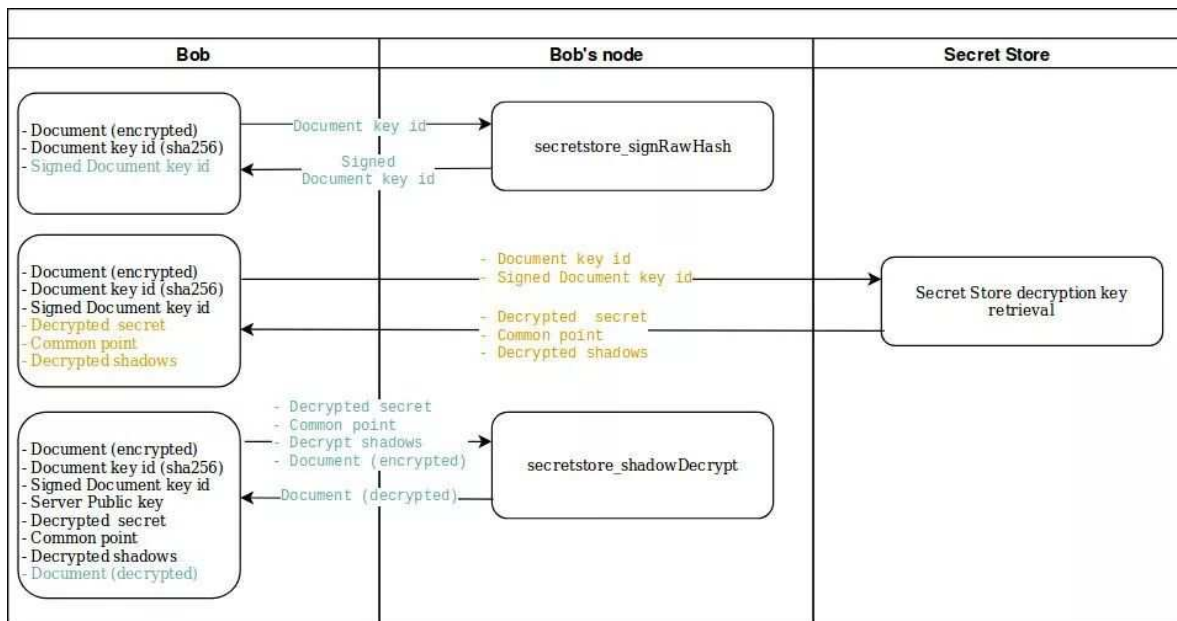 Bob
Bob's node
Secret Store
- Document (encrypted)
- Document key id (sha256)
- Signed Document key id
Document key id
Signed
Document key id
secretstore_signRawHash
- Document (encrypted)
- Document key id (sha256)
- Signed Document key id
- Decrypted secret
- Common point
- Decrypted shadows
- Document key id
- Signed Document key id
- Decrypted secret
- Common point
- Decrypted shadows
Secret Store decryption key
retrieval
- Document (encrypted)
- Document key id (sha256)
- Signed Document key id
- Server Public key
- Decrypted secret
- Common point
- Decrypted shadows
- Document (decrypted)
- Decrypted secret
- Common point
- Decrypt shadows
- Document (encrypted)
Document (decrypted)
secretstore_shadowDecrypt